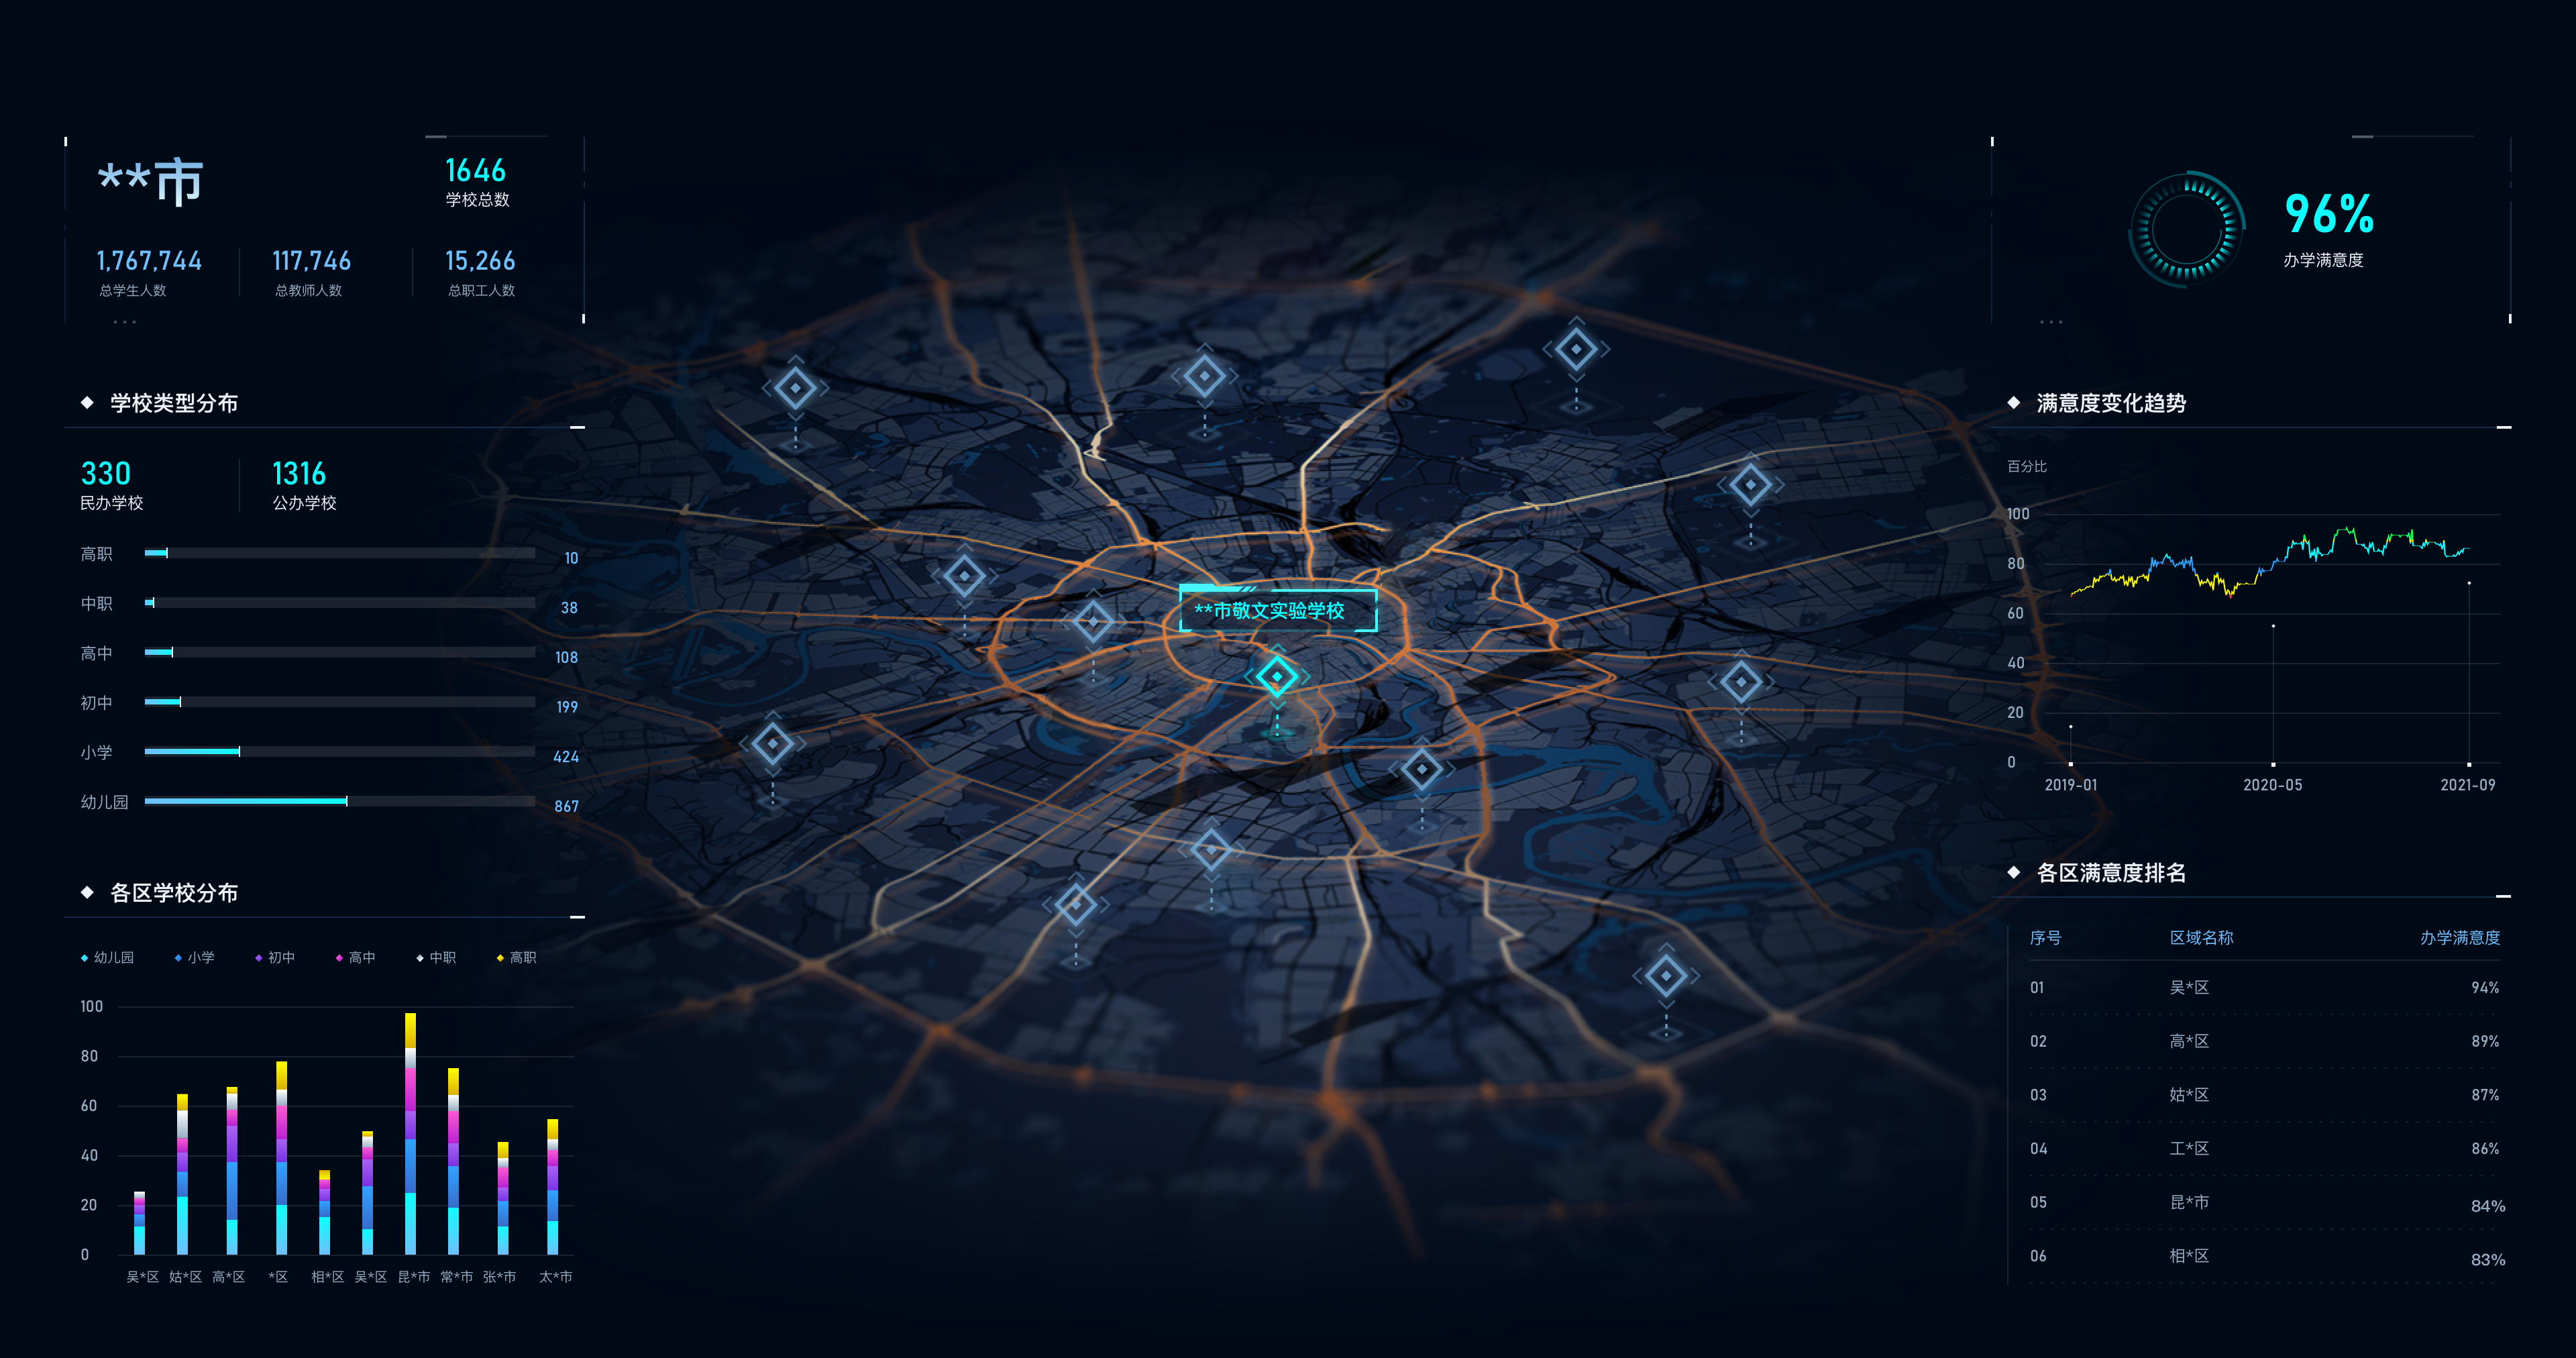 **市
1646
学校总数
1,767,744
总学生人数
117,746
总教师人数
15,266
总职工人数
学校类型分布
330
民办学校
1316
公办学校
高职 10
中职 38
高中 108
初中 199
小学 424
幼儿园 867
各区学校分布
幼儿园 小学 初中 高中 中职 高职
100
80
60
40
20
0
吴*区 姑*区 高*区 *区 相*区 吴*区 昆*市 常*市 张*市 太*市
**市敬文实验学校
96%
办学满意度
满意度变化趋势
百分比
100
80
60
40
20
0
2019-01 2020-05 2021-09
各区满意度排名
序号 区域名称 办学满意度
01 吴*区 94%
02 高*区 89%
03 姑*区 87%
04 工*区 86%
05 昆*市 84%
06 相*区 83%